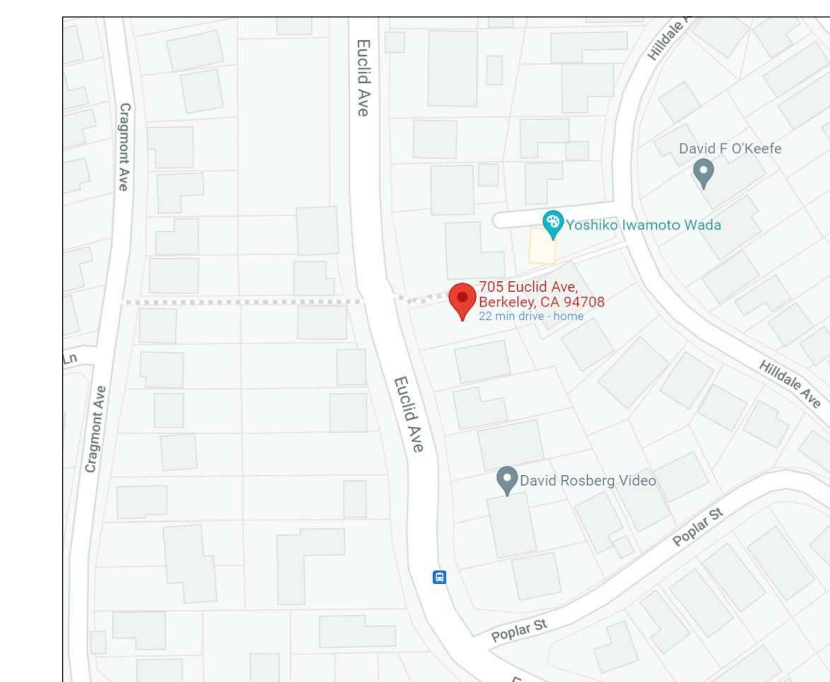 Hilldale A
Euclid Ave
Cragmont Ave
David F O'Keefe
Yoshiko Iwamoto Wada
705 Euclid Ave,
Berkeley, CA 94708
22 min drive - home
Ln
Hilldale Ave
Euclid Ave
Cragmont Ave
David Rosberg Video
Poplar St
Poplar St
E